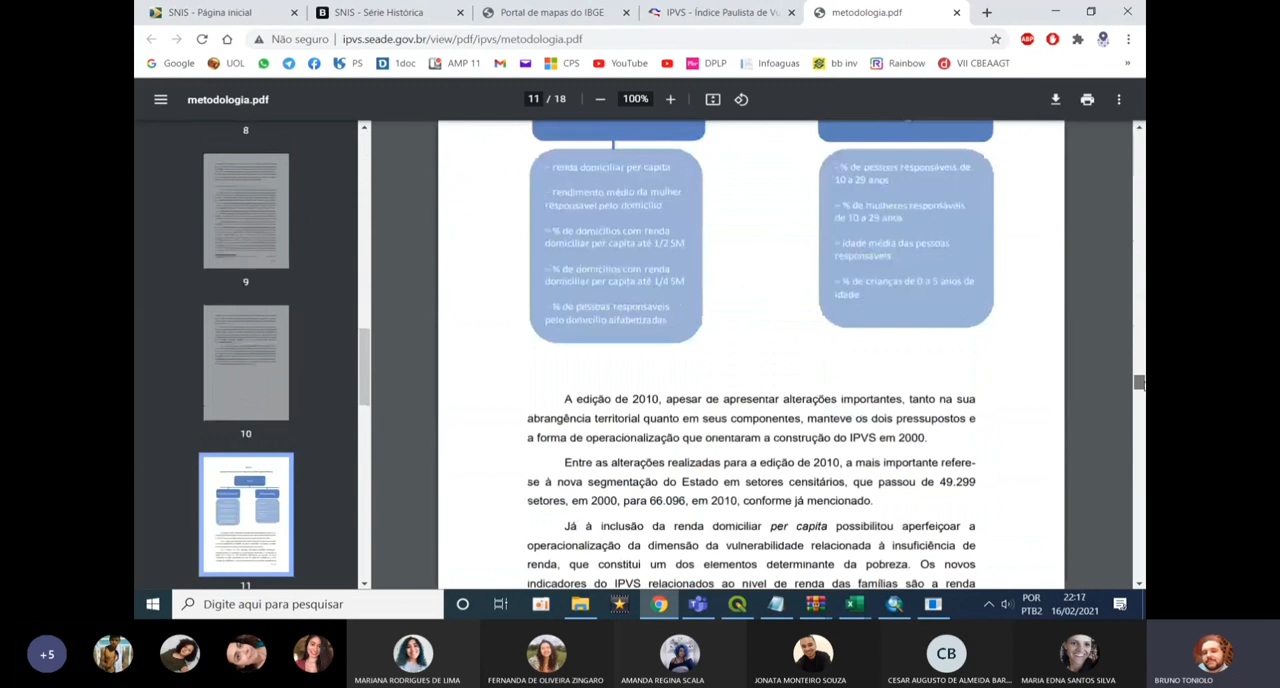 SNIS - Página inicial
SNIS - Série Histórica
Portal de mapas do IBGE
IPVS - Índice Paulista de Vu
metodologia.pdf
Não seguro | ipvs.seade.gov.br/view/pdf/ipvs/metodologia.pdf
Google UOL PS 1doc AMP 11 CPS YouTube DPLP Infoaguas bb inv Rainbow VII CBEAAGT »
metodologia.pdf
11 / 18
100%
8
9
10
11
- renda domiciliar per capita
- rendimento médio da mulher
responsável pelo domicílio
- % de domicílios com renda
domiciliar per capita até 1/2 SM
- % de domicílios com renda
domiciliar per capita até 1/4 SM
- % de pessoas responsáveis
pelo domicílio alfabetizadas
- % de pessoas responsáveis de
10 a 29 anos
- % de mulheres responsáveis
de 10 a 29 anos
- idade média das pessoas
responsáveis
- % de crianças de 0 a 5 anos de
idade
A edição de 2010, apesar de apresentar alterações importantes, tanto na sua
abrangência territorial quanto em seus componentes, manteve os dois pressupostos e
a forma de operacionalização que orientaram a construção do IPVS em 2000.
Entre as alterações realizadas para a edição de 2010, a mais importante refere-
se à nova segmentação do Estado em setores censitários, que passou de 49.299
setores, em 2000, para 66.096, em 2010, conforme já mencionado.
Já à inclusão da renda domiciliar per capita possibilitou aperfeiçoar a
operacionalização da dimensão da vulnerabilidade relacionada à insuficiência de
renda, que constitui um dos elementos determinante da pobreza. Os novos
indicadores do IPVS relacionados ao nível de renda das famílias são a renda
Digite aqui para pesquisar
POR
PTB2
22:17
16/02/2021
+5
MARIANA RODRIGUES DE LIMA
FERNANDA DE OLIVEIRA ZINGARO
AMANDA REGINA SCALA
JONATA MONTEIRO SOUZA
CB
CESAR AUGUSTO DE ALMEIDA BAR...
MARIA EDNA SANTOS SILVA
BRUNO TONIOLO